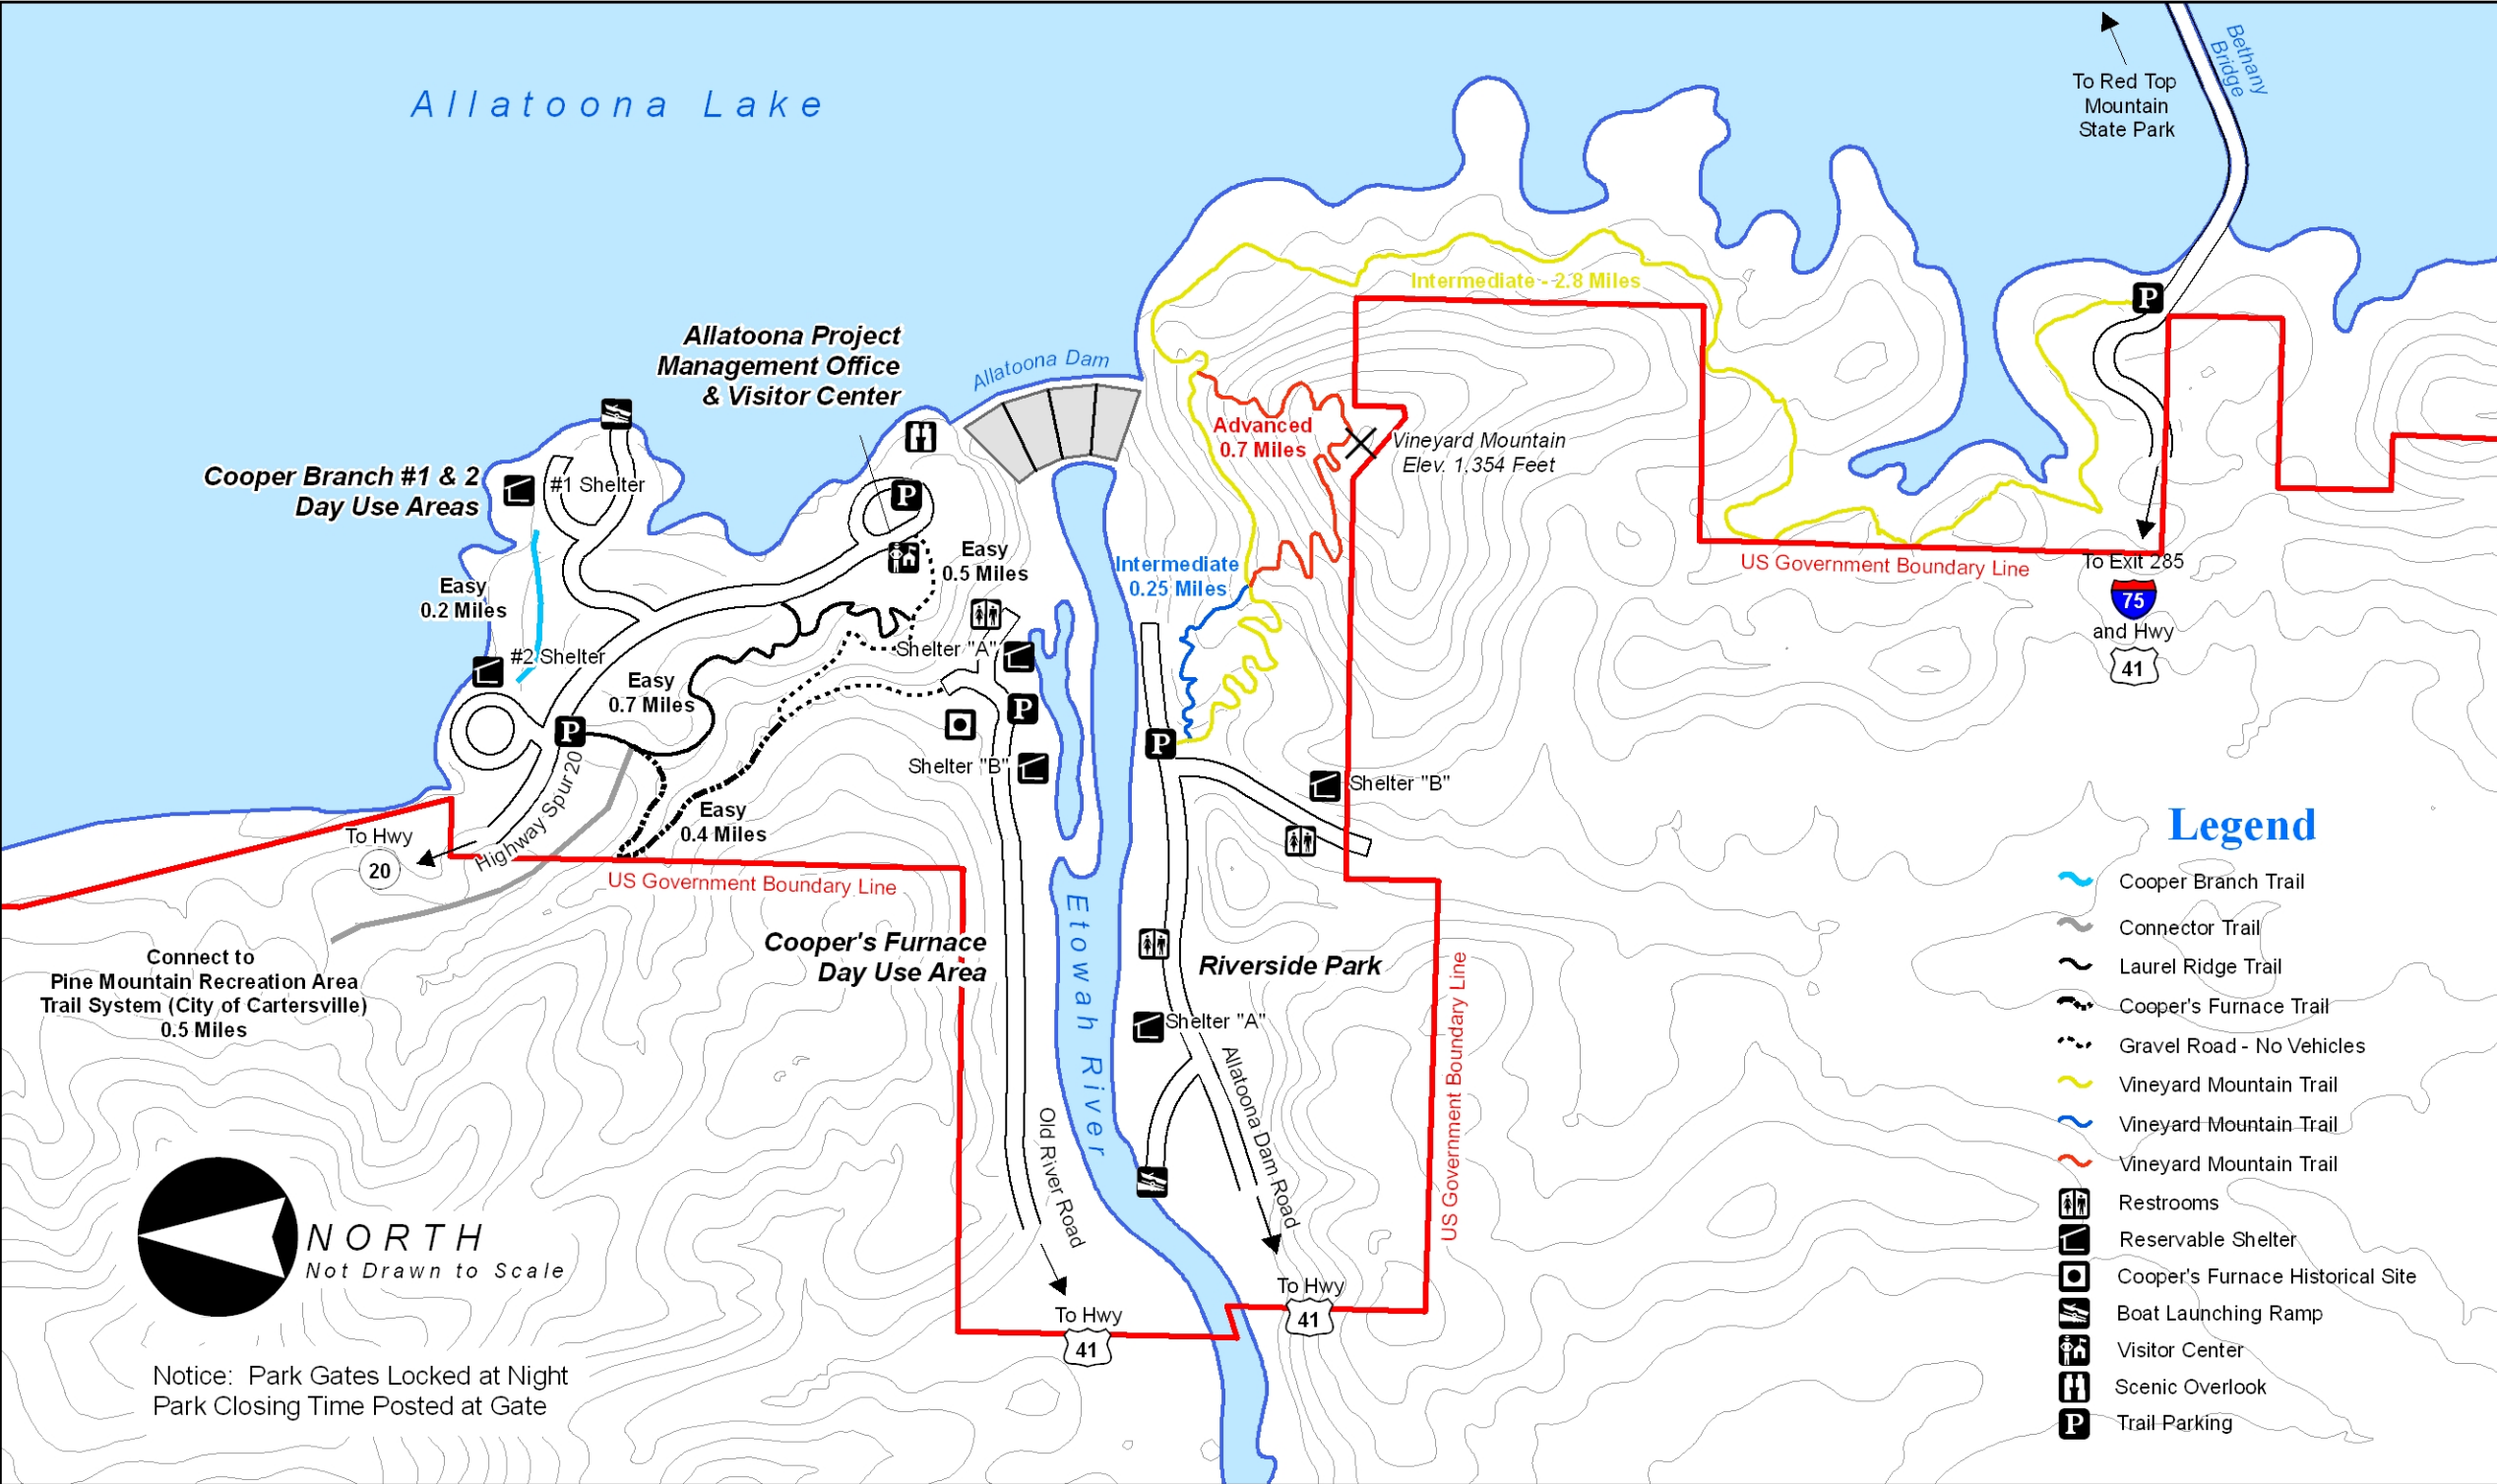 Allatoona Lake
Bethany
Bridge
To Red Top
Mountain
State Park
Intermediate - 2.8 Miles
Allatoona Project
Management Office
& Visitor Center
Allatoona Dam
P
Advanced
0.7 Miles
Vineyard Mountain
Elev. 1.354 Feet
Cooper Branch #1 & 2
Day Use Areas
#1 Shelter
P
Easy
0.5 Miles
Intermediate
0.25 Miles
US Government Boundary Line
To Exit 285
75
and Hwy
41
Easy
0.2 Miles
#2 Shelter
Shelter "A"
Easy
0.7 Miles
P
P
P
Shelter "B"
Shelter "B"
Highway Spur 20
Easy
0.4 Miles
To Hwy
20
US Government Boundary Line
Cooper's Furnace
Day Use Area
Etowah River
Riverside Park
Shelter "A"
US Government Boundary Line
Connect to
Pine Mountain Recreation Area
Trail System (City of Cartersville)
0.5 Miles
Old River Road
Allatoona Dam Road
To Hwy
41
To Hwy
41
NORTH
Not Drawn to Scale
Notice: Park Gates Locked at Night
Park Closing Time Posted at Gate
Legend
Cooper Branch Trail
Connector Trail
Laurel Ridge Trail
Cooper's Furnace Trail
Gravel Road - No Vehicles
Vineyard Mountain Trail
Vineyard Mountain Trail
Vineyard Mountain Trail
Restrooms
Reservable Shelter
Cooper's Furnace Historical Site
Boat Launching Ramp
Visitor Center
Scenic Overlook
P Trail Parking